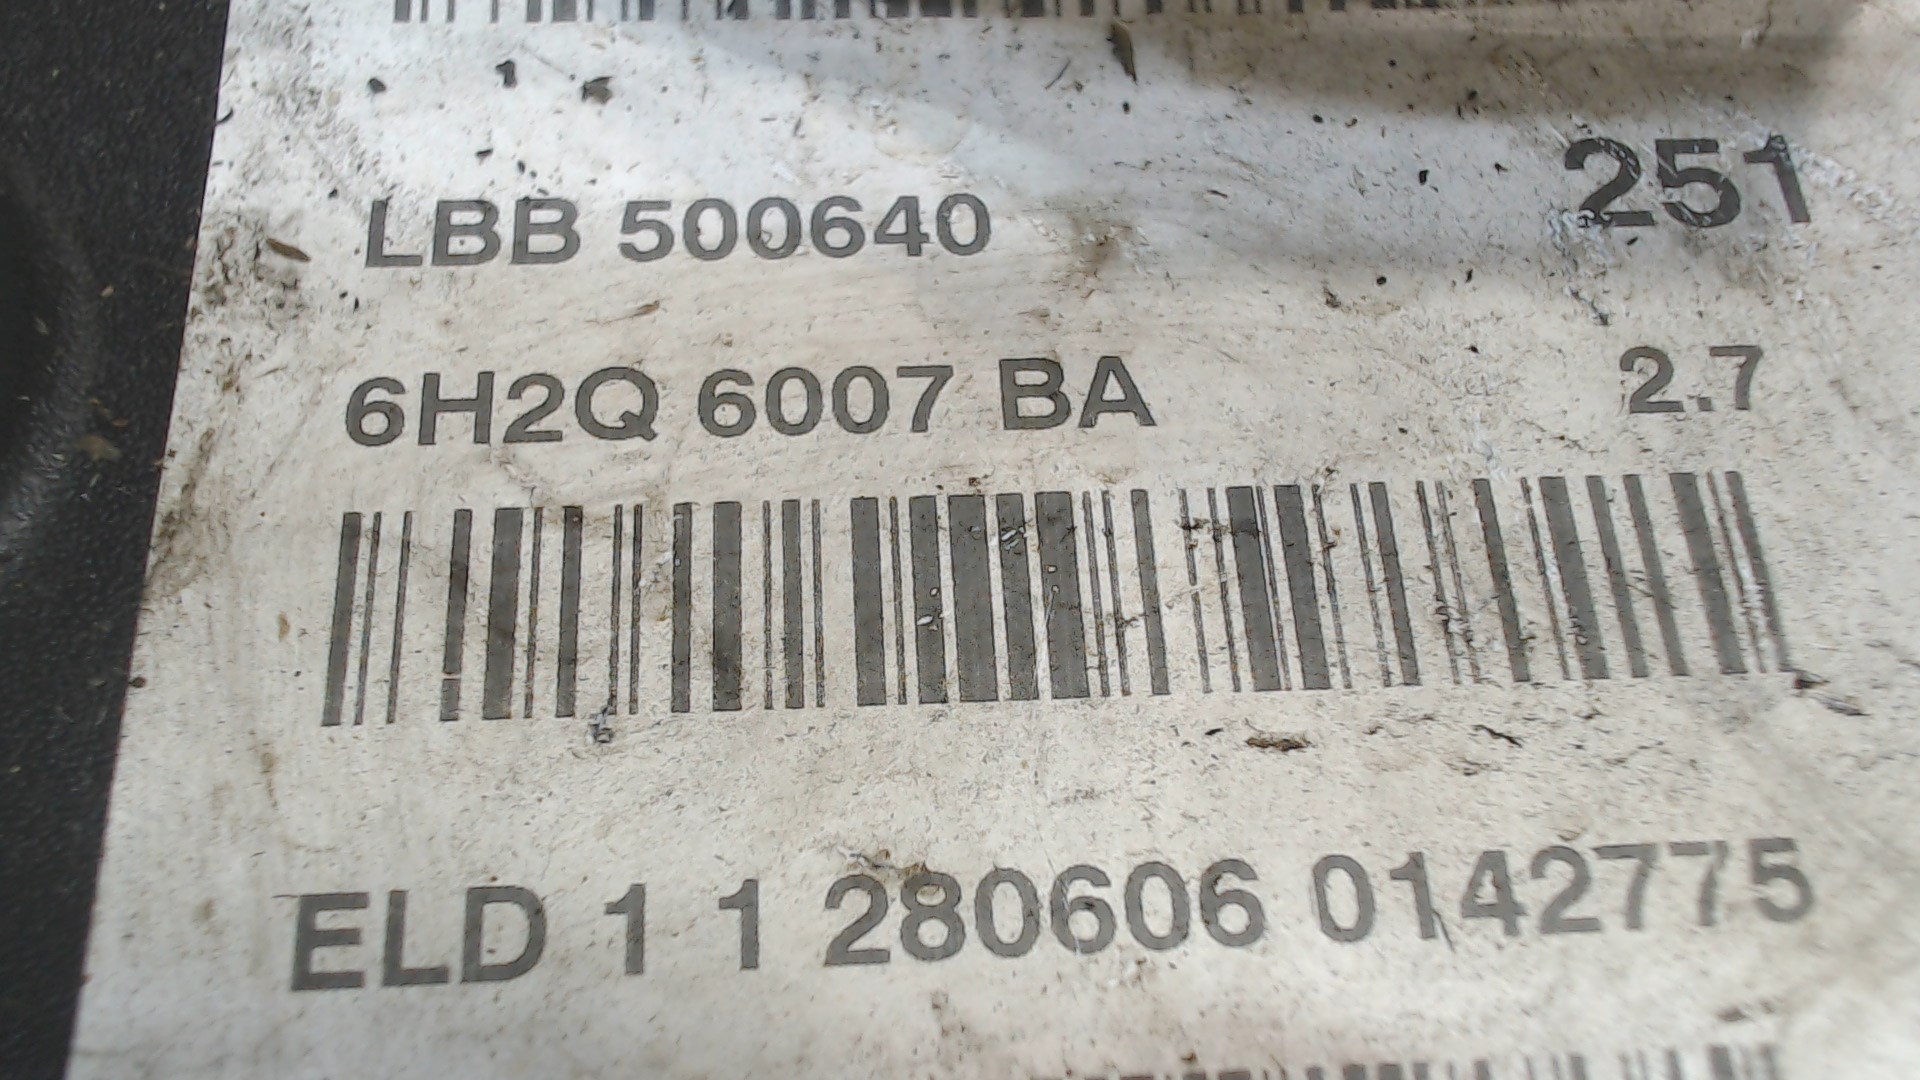 251
LBB 500640
6H2Q 6007 BA 2.7
ELD 1 1 280606 0142775